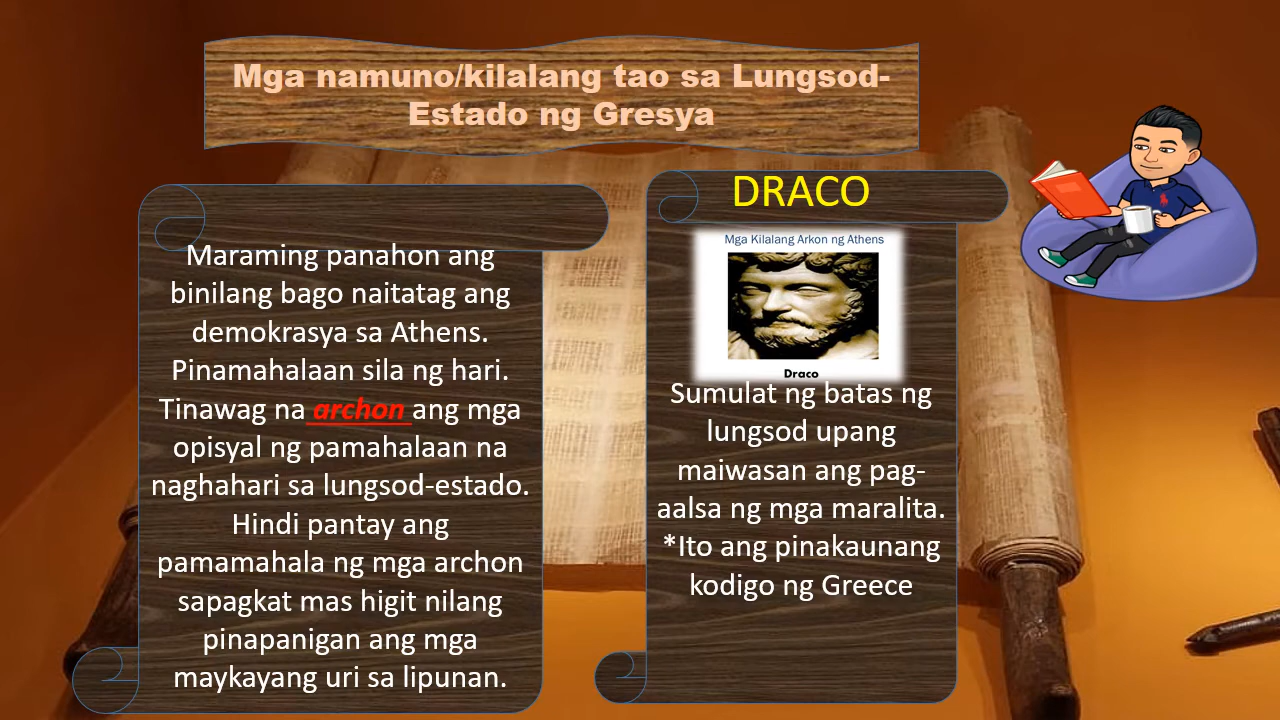 Mga namuno/kilalang tao sa Lungsod-
Estado ng Gresya
Maraming panahon ang
binilang bago naitatag ang
demokrasya sa Athens.
Pinamahalaan sila ng hari.
Tinawag na archon ang mga
opisyal ng pamahalaan na
naghahari sa lungsod-estado.
Hindi pantay ang
pamamahala ng mga archon
sapagkat mas higit nilang
pinapanigan ang mga
maykayang uri sa lipunan.
DRACO
Mga Kilalang Arkon ng Athens
Draco
Sumulat ng batas ng
lungsod upang
maiwasan ang pag-
aalsa ng mga maralita.
*Ito ang pinakaunang
kodigo ng Greece